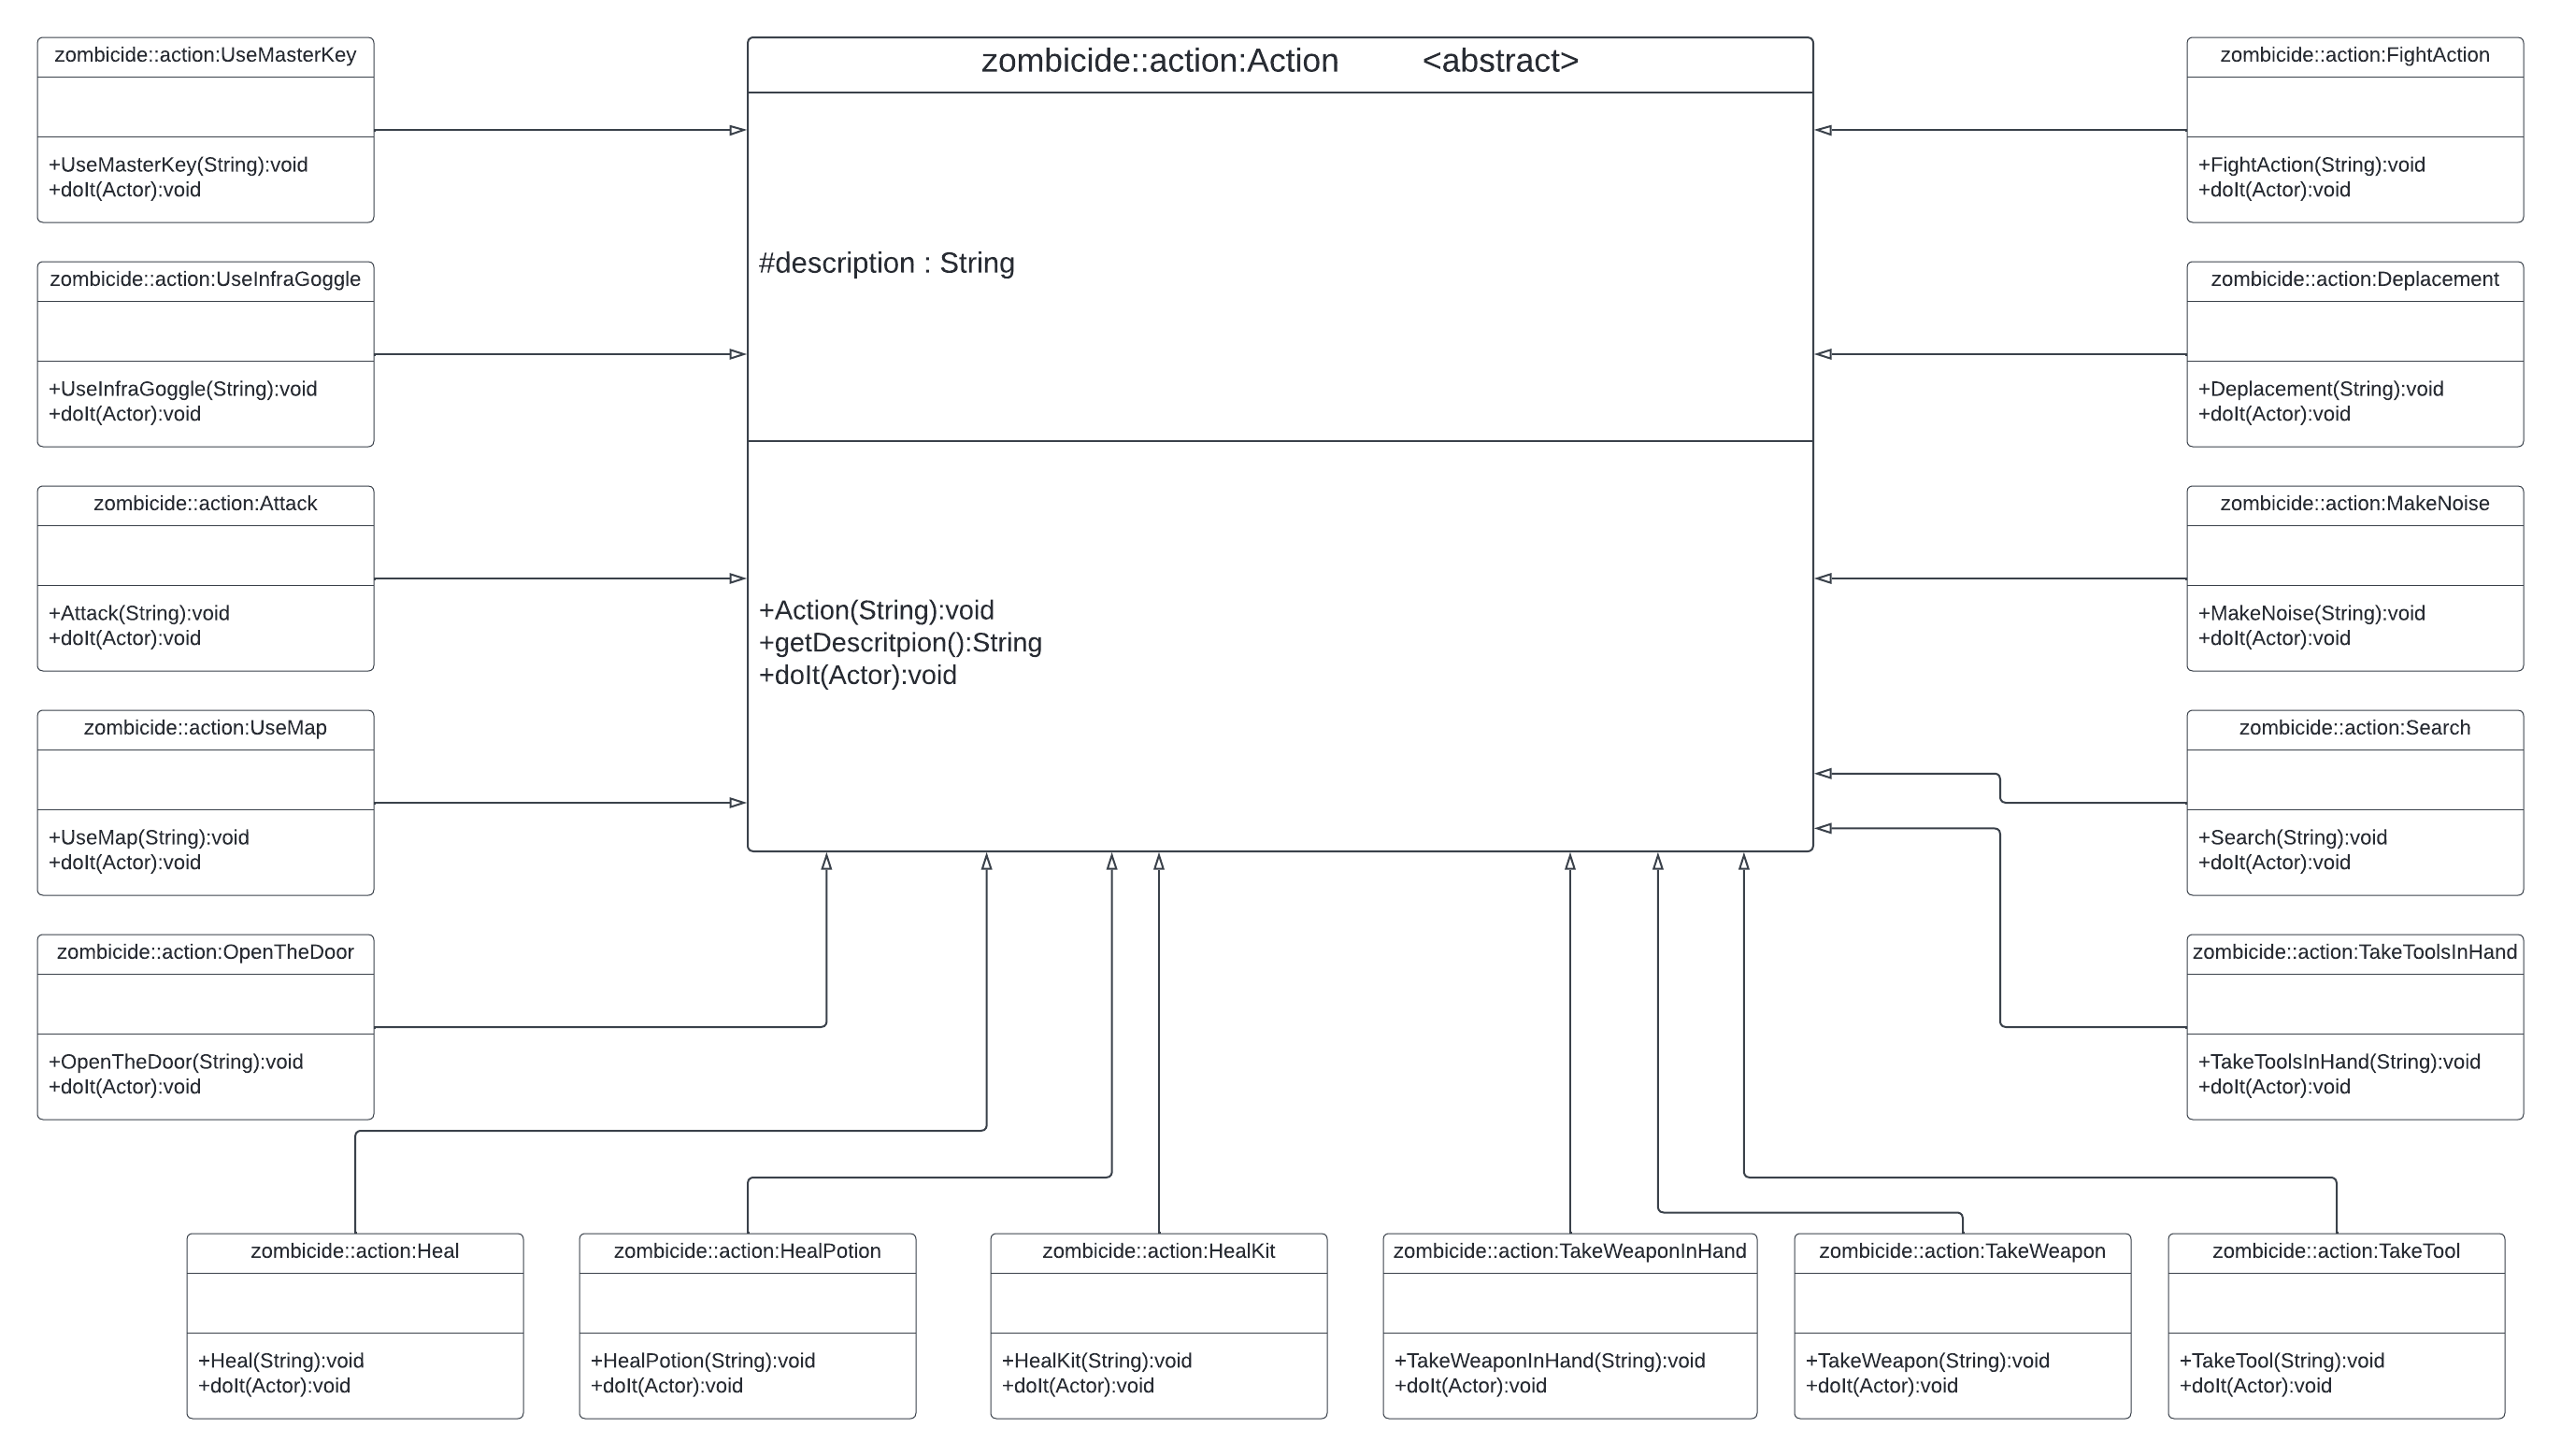 zombicide::action:UseMasterKey
+UseMasterKey(String):void
+doIt(Actor):void
zombicide::action:UseInfraGoggle
+UseInfraGoggle(String):void
+doIt(Actor):void
zombicide::action:Attack
+Attack(String):void
+doIt(Actor):void
zombicide::action:UseMap
+UseMap(String):void
+doIt(Actor):void
zombicide::action:OpenTheDoor
+OpenTheDoor(String):void
+doIt(Actor):void
zombicide::action:Action <abstract>
#description : String
+Action(String):void
+getDescritpion():String
+doIt(Actor):void
zombicide::action:FightAction
+FightAction(String):void
+doIt(Actor):void
zombicide::action:Deplacement
+Deplacement(String):void
+doIt(Actor):void
zombicide::action:MakeNoise
+MakeNoise(String):void
+doIt(Actor):void
zombicide::action:Search
+Search(String):void
+doIt(Actor):void
zombicide::action:TakeToolsInHand
+TakeToolsInHand(String):void
+doIt(Actor):void
zombicide::action:Heal
+Heal(String):void
+doIt(Actor):void
zombicide::action:HealPotion
+HealPotion(String):void
+doIt(Actor):void
zombicide::action:HealKit
+HealKit(String):void
+doIt(Actor):void
zombicide::action:TakeWeaponInHand
+TakeWeaponInHand(String):void
+doIt(Actor):void
zombicide::action:TakeWeapon
+TakeWeapon(String):void
+doIt(Actor):void
zombicide::action:TakeTool
+TakeTool(String):void
+doIt(Actor):void